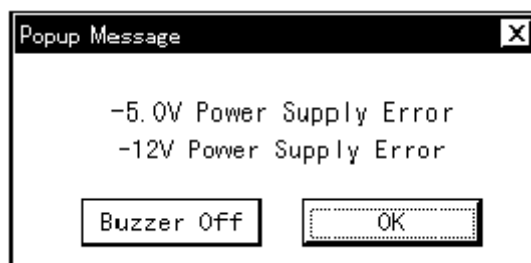 Popup Message
-5.0V Power Supply Error
-12V Power Supply Error
Buzzer Off
OK